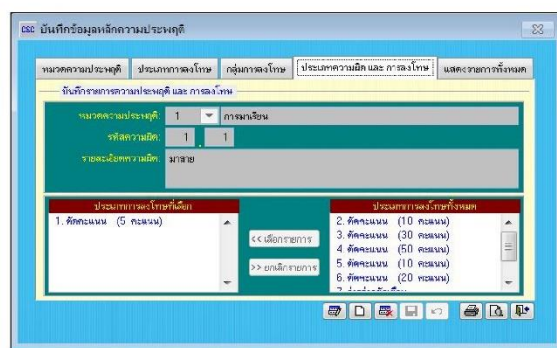 CSC บันทึกข้อมูลหลักความประพฤติ
หมวดความประพฤติ ประเภทการลงโทษ กลุ่มการลงโทษ ประเภทความผิด และ การลงโทษ แสดงรายการทั้งหมด
บันทึกรายการความประพฤติ และ การลงโทษ
หมวดความประพฤติ: 1 การมาเรียน
รหัสความผิด: 1 . 1
รายละเอียดความผิด: มาสาย
ประเภทการลงโทษที่เลือก
1. ตัดคะแนน (5 คะแนน)
<< เลือกรายการ
>> ยกเลิกรายการ
ประเภทการลงโทษทั้งหมด
2. ตัดคะแนน (10 คะแนน)
3. ตัดคะแนน (30 คะแนน)
4. ตัดคะแนน (50 คะแนน)
5. ตัดคะแนน (10 คะแนน)
6. ตัดคะแนน (20 คะแนน)